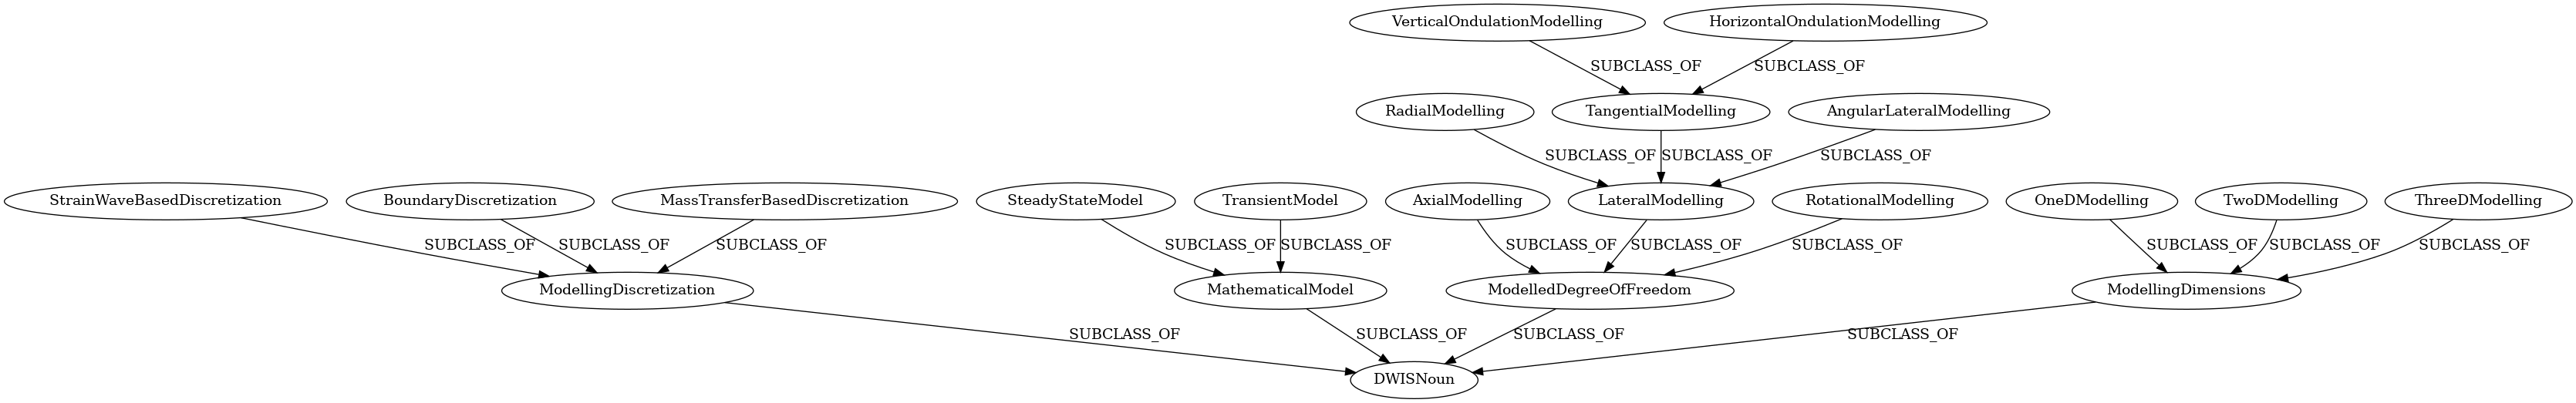 VerticalOndulationModelling
HorizontalOndulationModelling
SUBCLASS_OF
SUBCLASS_OF
RadialModelling
TangentialModelling
AngularLateralModelling
SUBCLASS_OF
SUBCLASS_OF
SUBCLASS_OF
StrainWaveBasedDiscretization
BoundaryDiscretization
MassTransferBasedDiscretization
SteadyStateModel
TransientModel
AxialModelling
LateralModelling
RotationalModelling
OneDModelling
TwoDModelling
ThreeDModelling
SUBCLASS_OF
SUBCLASS_OF
SUBCLASS_OF
SUBCLASS_OF
SUBCLASS_OF
SUBCLASS_OF
SUBCLASS_OF
SUBCLASS_OF
SUBCLASS_OF
SUBCLASS_OF
SUBCLASS_OF
ModellingDiscretization
MathematicalModel
ModelledDegreeOfFreedom
ModellingDimensions
SUBCLASS_OF
SUBCLASS_OF
SUBCLASS_OF
SUBCLASS_OF
DWISNoun